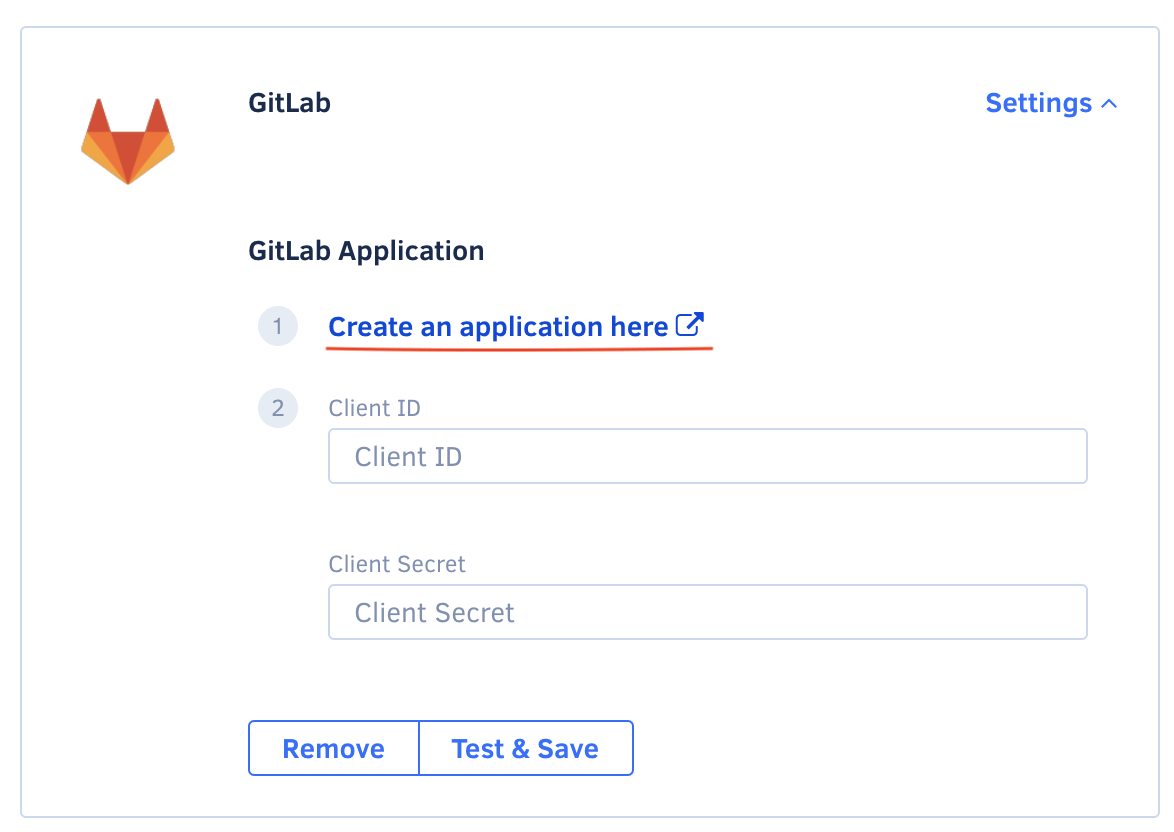 GitLab
Settings
GitLab Application
1
Create an application here
2
Client ID
Client ID
Client Secret
Client Secret
Remove
Test & Save